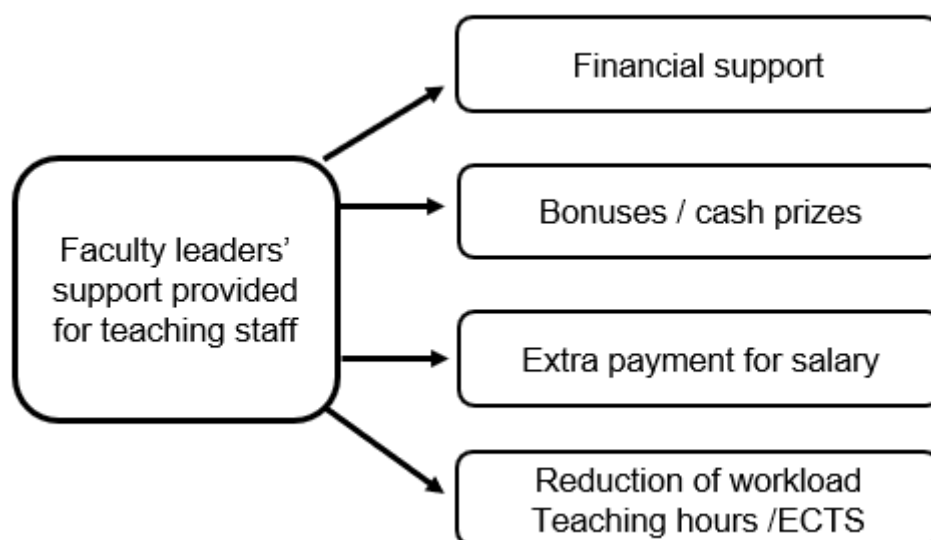 Faculty leaders’
support provided
for teaching staff
Financial support
Bonuses / cash prizes
Extra payment for salary
Reduction of workload
Teaching hours /ECTS